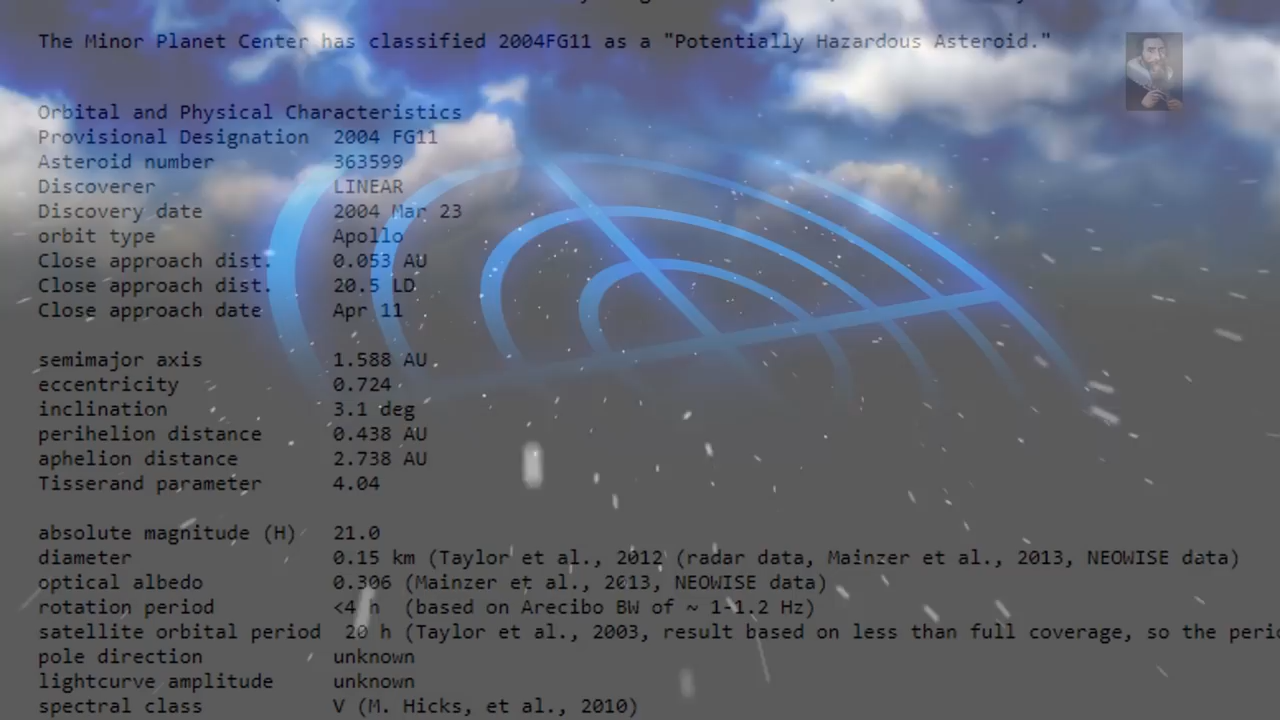 The Minor Planet Center has classified 2004FG11 as a "Potentially Hazardous Asteroid."
Orbital and Physical Characteristics
Provisional Designation 2004 FG11
Asteroid number 363599
Discoverer LINEAR
Discovery date 2004 Mar 23
orbit type Apollo
Close approach dist. 0.053 AU
Close approach dist. 20.5 LD
Close approach date Apr 11
semimajor axis 1.588 AU
eccentricity 0.724
inclination 3.1 deg
perihelion distance 0.438 AU
aphelion distance 2.738 AU
Tisserand parameter 4.04
absolute magnitude (H) 21.0
diameter 0.15 km (Taylor et al., 2012 (radar data, Mainzer et al., 2013, NEOWISE data)
optical albedo 0.306 (Mainzer et al., 2013, NEOWISE data)
rotation period <4 h (based on Arecibo BW of ~ 1-1.2 Hz)
satellite orbital period 20 h (Taylor et al., 2003, result based on less than full coverage, so the
pole direction unknown
lightcurve amplitude unknown
spectral class V (M. Hicks, et al., 2010)